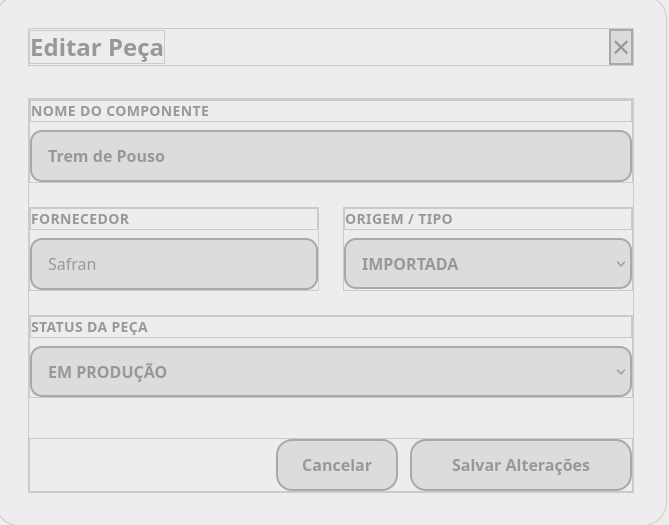 Editar Peça
NOME DO COMPONENTE
Trem de Pouso
FORNECEDOR
Safran
ORIGEM / TIPO
IMPORTADA
STATUS DA PEÇA
EM PRODUÇÃO
Cancelar
Salvar Alterações